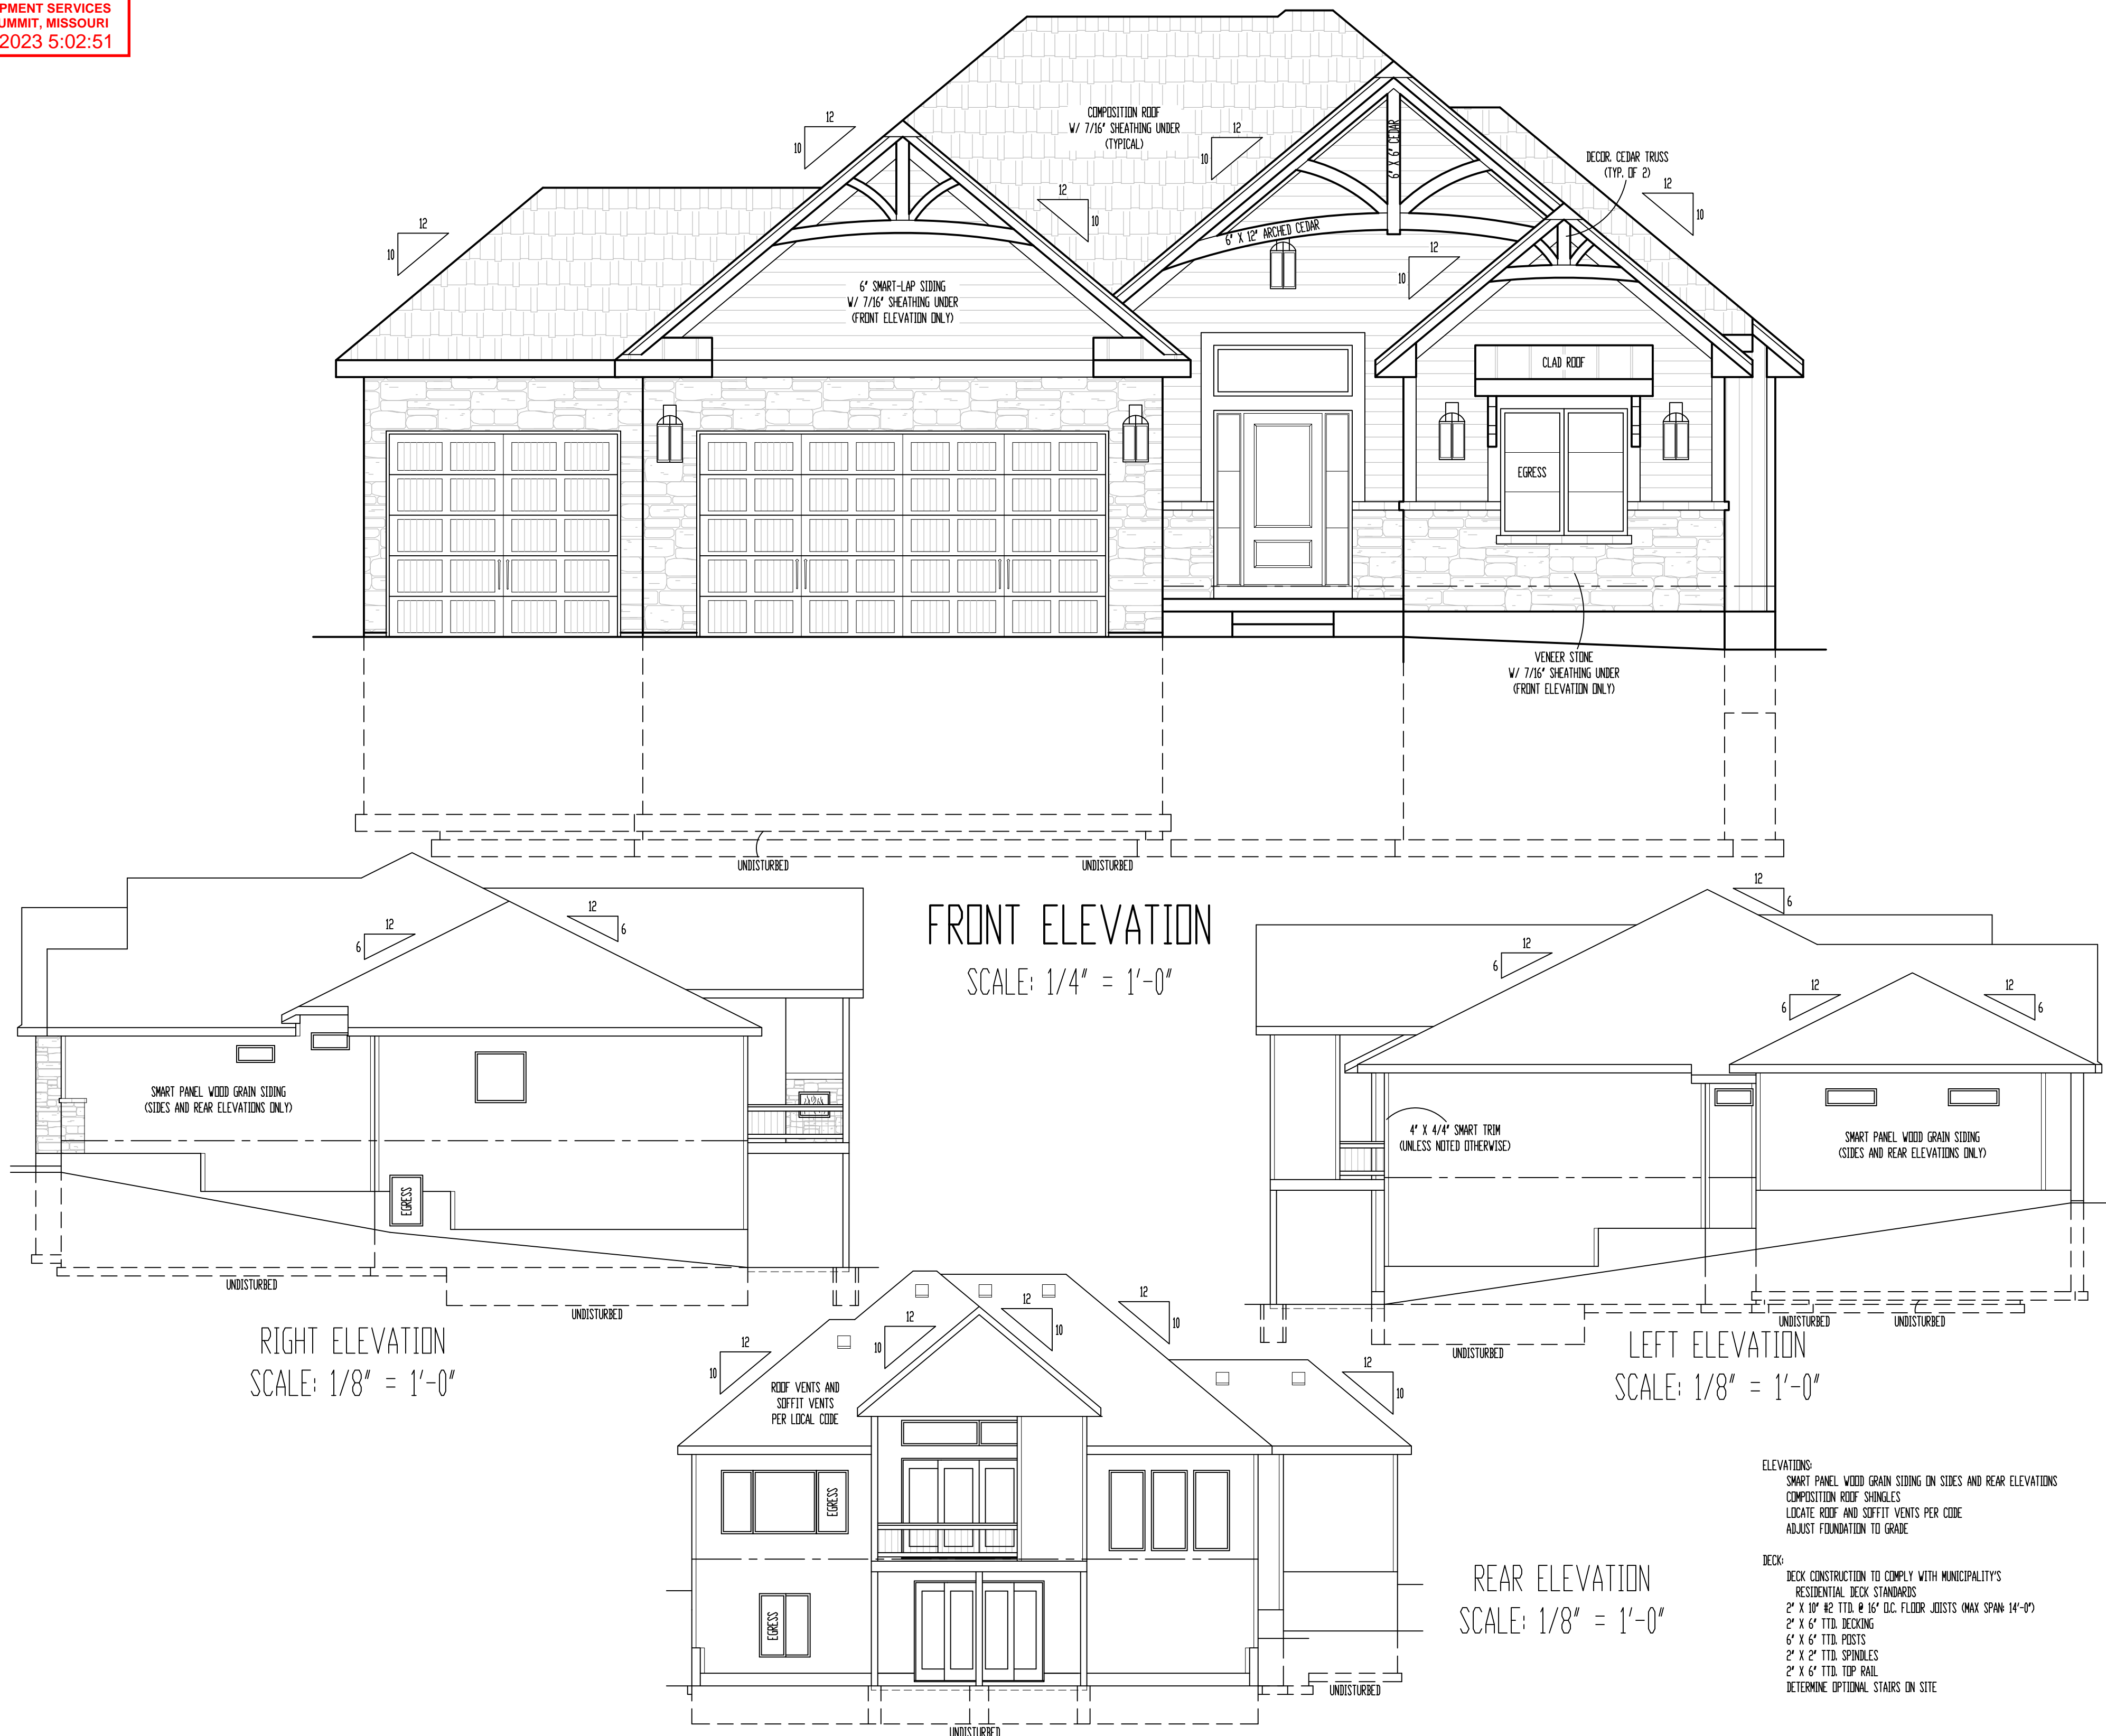 PMENT SERVICES
UMMIT, MISSOURI
2023 5:02:51
12
10
COMPOSITION ROOF
W/ 7/16" SHEATHING UNDER
(TYPICAL)
12
10
6" X 6" CEDAR
DECOR. CEDAR TRUSS
(TYP. OF 2)
12
10
12
10
12
10
6" X 12" ARCHED CEDAR
12
10
6" SMART-LAP SIDING
W/ 7/16" SHEATHING UNDER
(FRONT ELEVATION ONLY)
CLAD ROOF
EGRESS
VENEER STONE
W/ 7/16" SHEATHING UNDER
(FRONT ELEVATION ONLY)
UNDISTURBED
UNDISTURBED
FRONT ELEVATION
SCALE: 1/4" = 1'-0"
12
6
12
6
SMART PANEL WOOD GRAIN SIDING
(SIDES AND REAR ELEVATIONS ONLY)
EGRESS
UNDISTURBED
UNDISTURBED
RIGHT ELEVATION
SCALE: 1/8" = 1'-0"
12
6
12
6
12
6
12
6
4" X 4/4" SMART TRIM
(UNLESS NOTED OTHERWISE)
SMART PANEL WOOD GRAIN SIDING
(SIDES AND REAR ELEVATIONS ONLY)
UNDISTURBED
UNDISTURBED
UNDISTURBED
LEFT ELEVATION
SCALE: 1/8" = 1'-0"
12
10
12
10
12
10
12
10
12
10
ROOF VENTS AND
SOFFIT VENTS
PER LOCAL CODE
EGRESS
EGRESS
UNDISTURBED
UNDISTURBED
REAR ELEVATION
SCALE: 1/8" = 1'-0"
ELEVATIONS:
SMART PANEL WOOD GRAIN SIDING ON SIDES AND REAR ELEVATIONS
COMPOSITION ROOF SHINGLES
LOCATE ROOF AND SOFFIT VENTS PER CODE
ADJUST FOUNDATION TO GRADE
DECK:
DECK CONSTRUCTION TO COMPLY WITH MUNICIPALITY'S
RESIDENTIAL DECK STANDARDS
2" X 10" #2 TTD. @ 16" O.C. FLOOR JOISTS (MAX SPAN: 14'-0")
2" X 6" TTD. DECKING
6" X 6" TTD. POSTS
2" X 2" TTD. SPINDLES
2" X 6" TTD. TOP RAIL
DETERMINE OPTIONAL STAIRS ON SITE